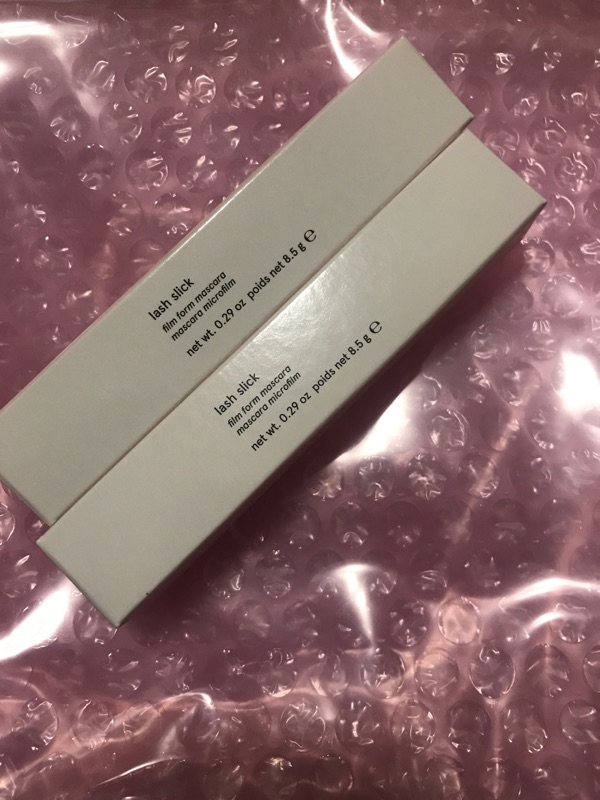 lash slick
film form mascara
mascara microfilm
net wt. 0.29 oz poids net 8.5 g ℮
lash slick
film form mascara
mascara microfilm
net wt. 0.29 oz poids net 8.5 g ℮